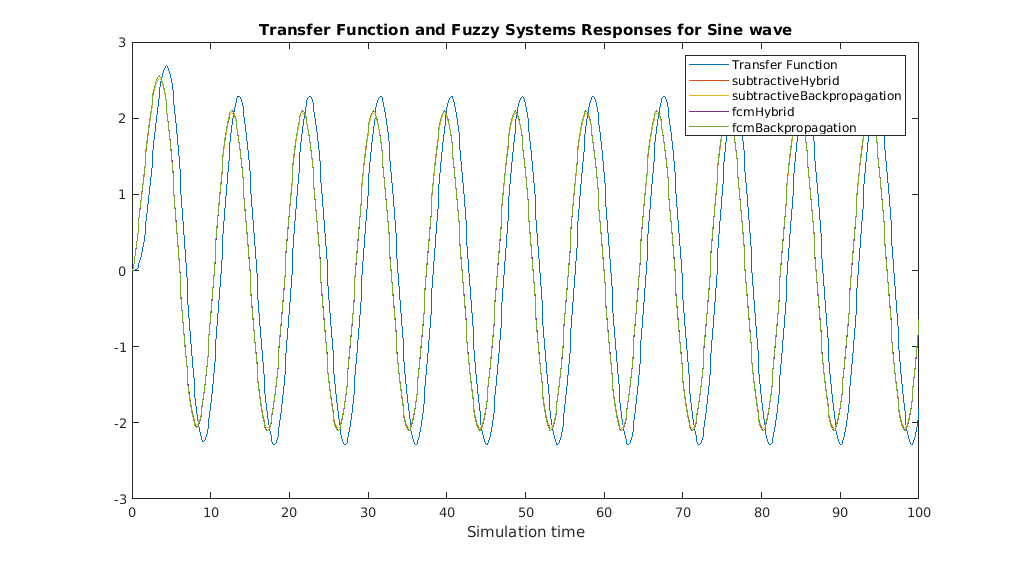 Transfer Function and Fuzzy Systems Responses for Sine wave
3
2
1
0
-1
-2
-3
Transfer Function
subtractiveHybrid
subtractiveBackpropagation
fcmHybrid
fcmBackpropagation
0 10 20 30 40 50 60 70 80 90 100
Simulation time